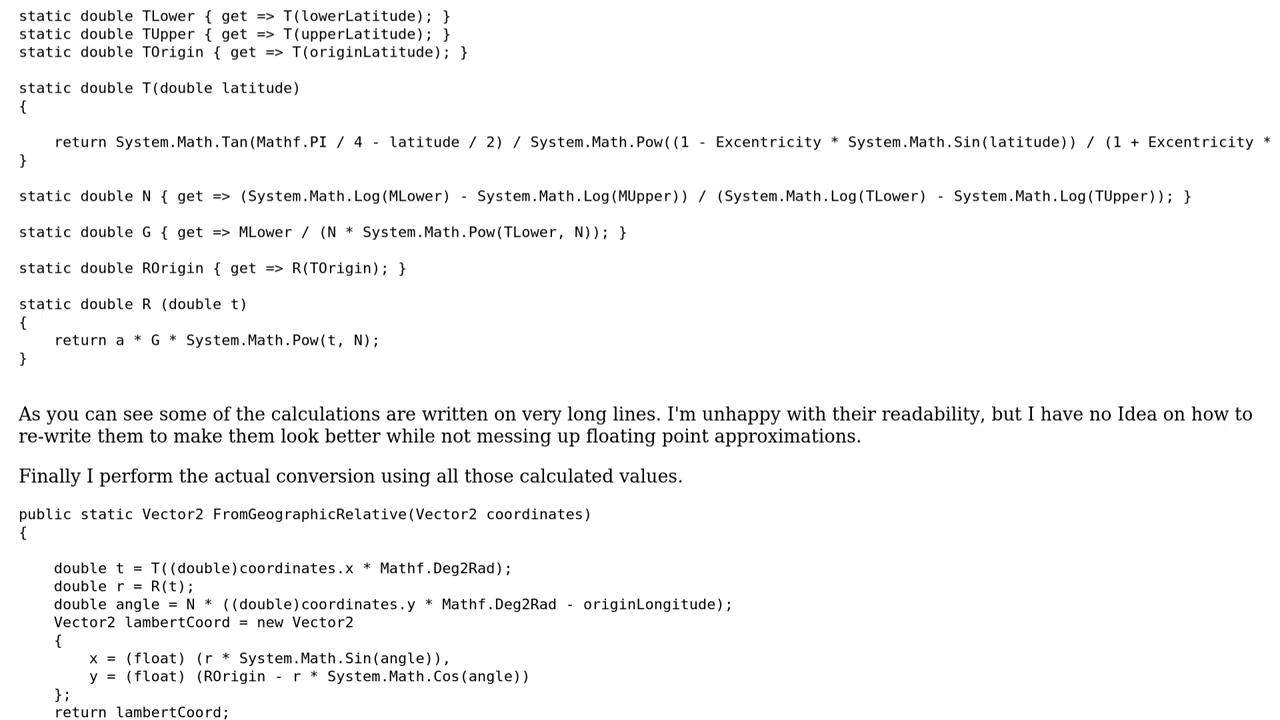 static double TLower { get => T(lowerLatitude); }
static double TUpper { get => T(upperLatitude); }
static double TOrigin { get => T(originLatitude); }
static double T(double latitude)
{
    return System.Math.Tan(Mathf.PI / 4 - latitude / 2) / System.Math.Pow((1 - Excentricity * System.Math.Sin(latitude)) / (1 + Excentricity *
}
static double N { get => (System.Math.Log(MLower) - System.Math.Log(MUpper)) / (System.Math.Log(TLower) - System.Math.Log(TUpper)); }
static double G { get => MLower / (N * System.Math.Pow(TLower, N)); }
static double ROrigin { get => R(TOrigin); }
static double R (double t)
{
    return a * G * System.Math.Pow(t, N);
}
As you can see some of the calculations are written on very long lines. I'm unhappy with their readability, but I have no Idea on how to
re-write them to make them look better while not messing up floating point approximations.
Finally I perform the actual conversion using all those calculated values.
public static Vector2 FromGeographicRelative(Vector2 coordinates)
{
    double t = T((double)coordinates.x * Mathf.Deg2Rad);
    double r = R(t);
    double angle = N * ((double)coordinates.y * Mathf.Deg2Rad - originLongitude);
    Vector2 lambertCoord = new Vector2
    {
        x = (float) (r * System.Math.Sin(angle)),
        y = (float) (ROrigin - r * System.Math.Cos(angle))
    };
    return lambertCoord;